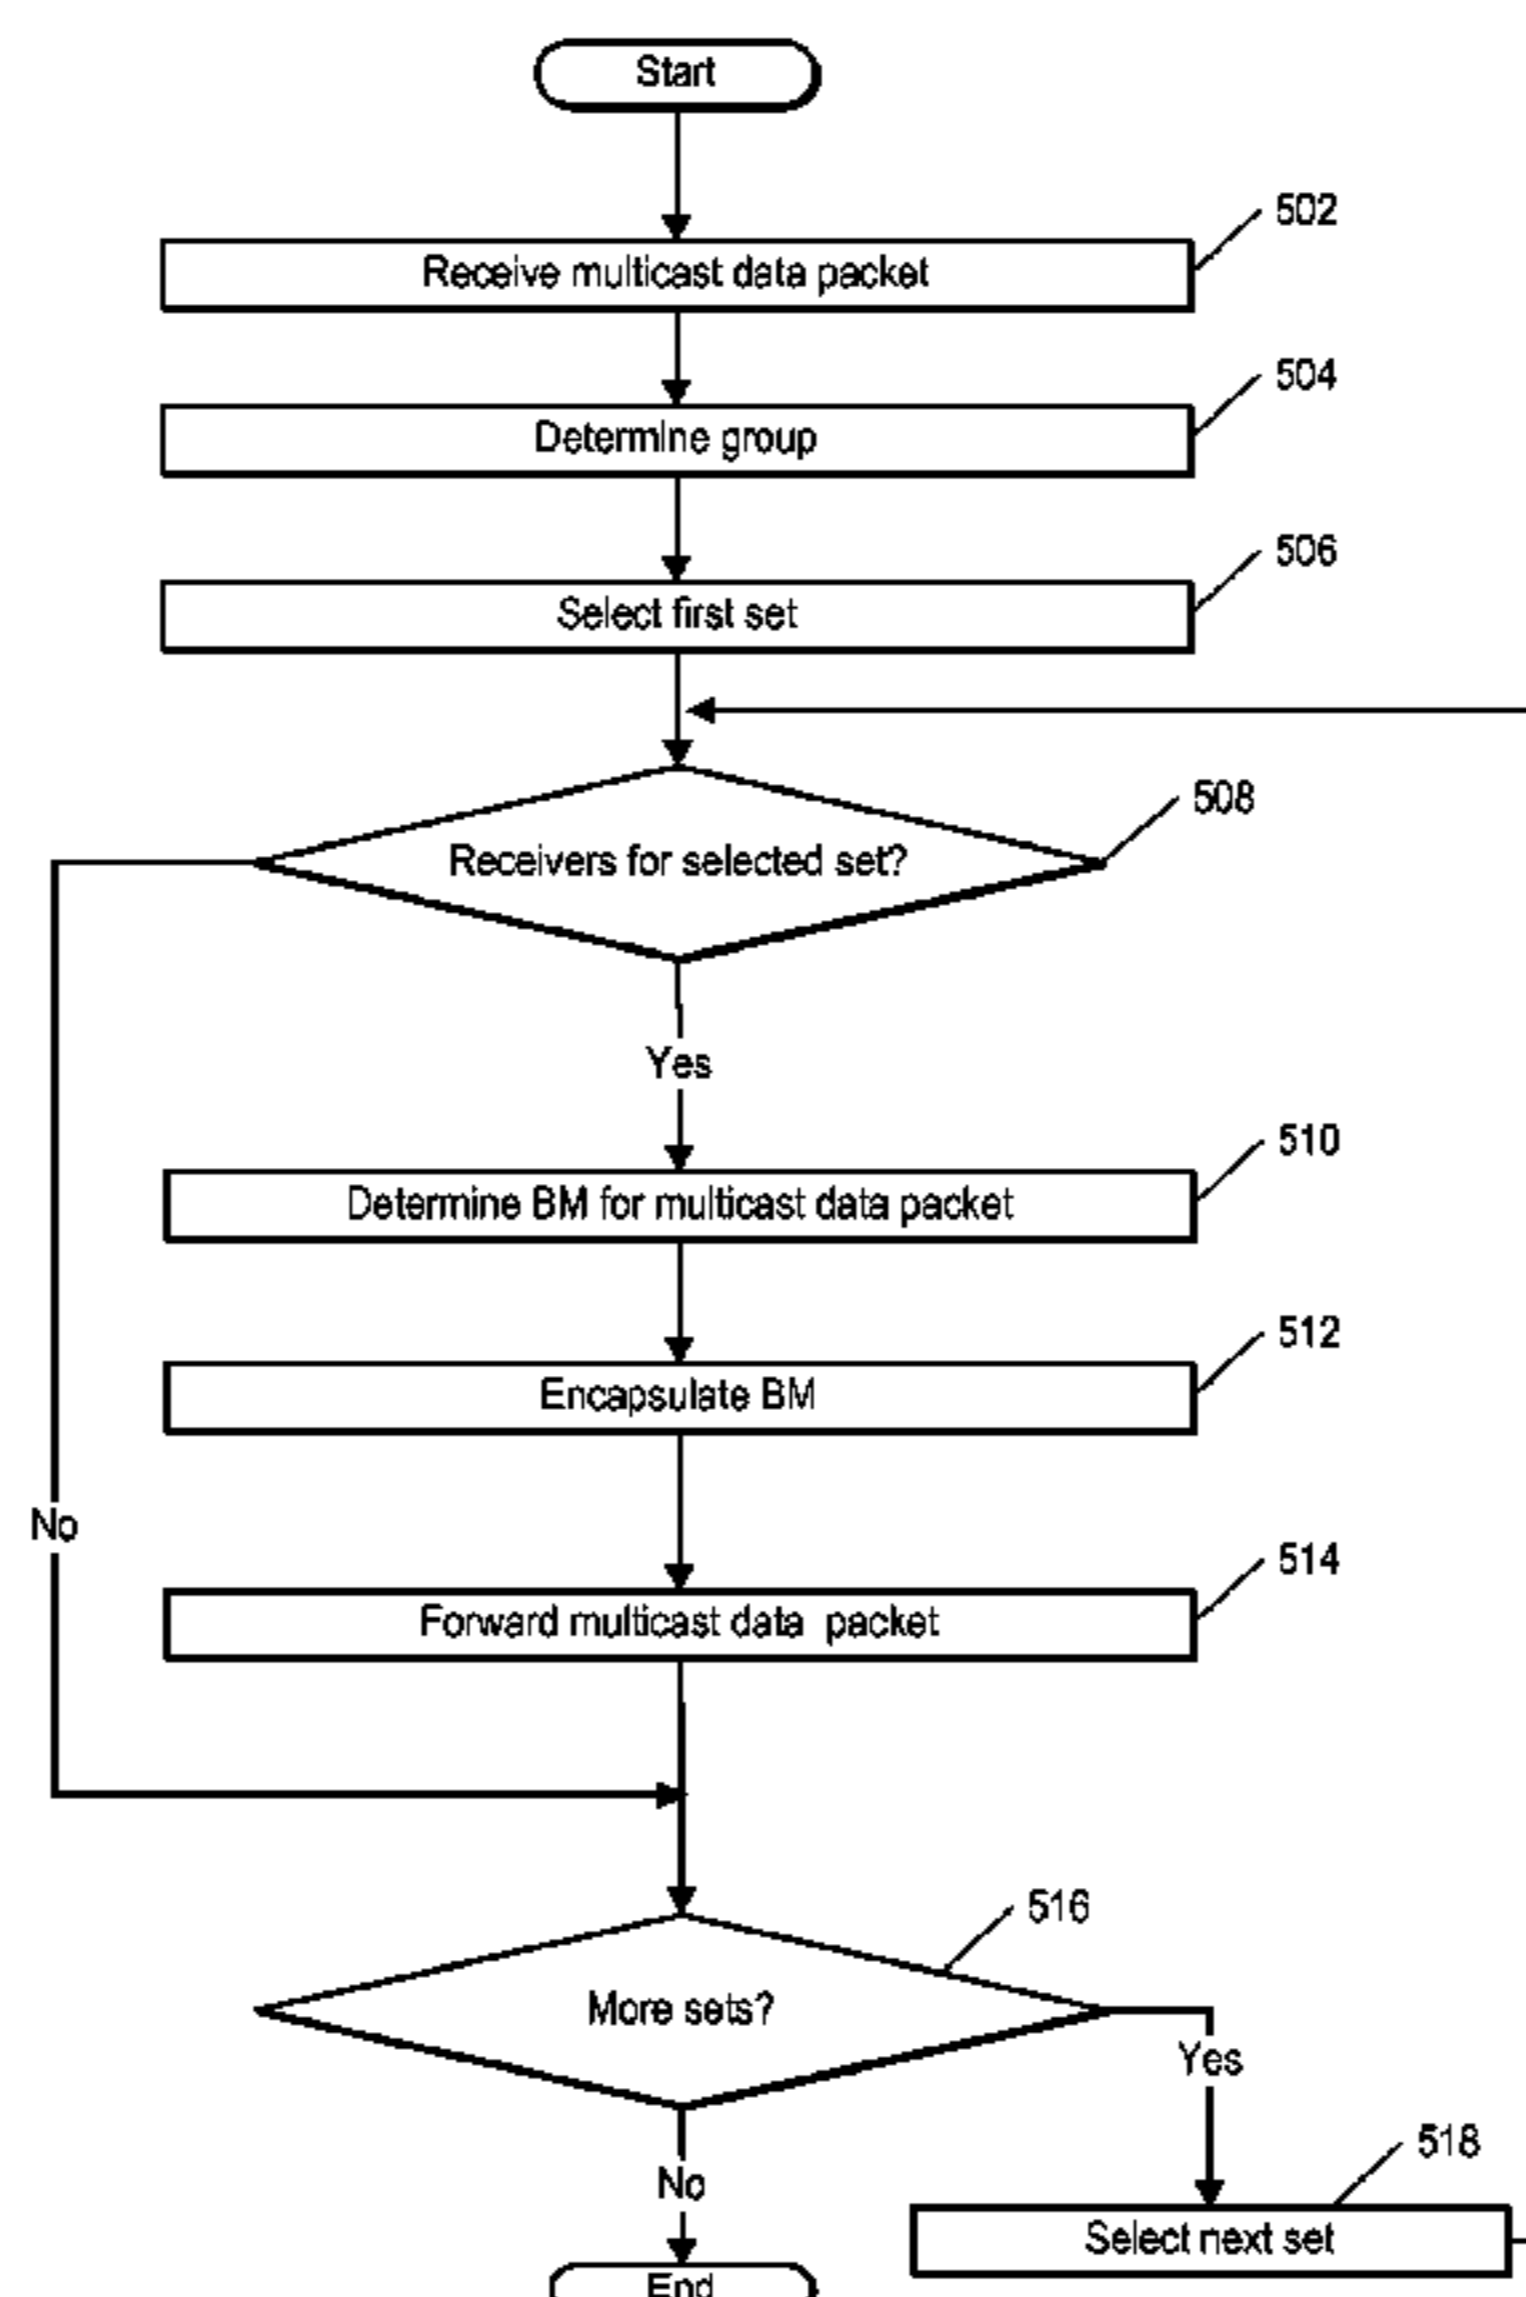 Start
502
Receive multicast data packet
504
Determine group
506
Select first set
508
Receivers for selected set?
Yes
510
Determine BM for multicast data packet
512
Encapsulate BM
No
514
Forward multicast data packet
516
More sets?
Yes
518
No
Select next set
End